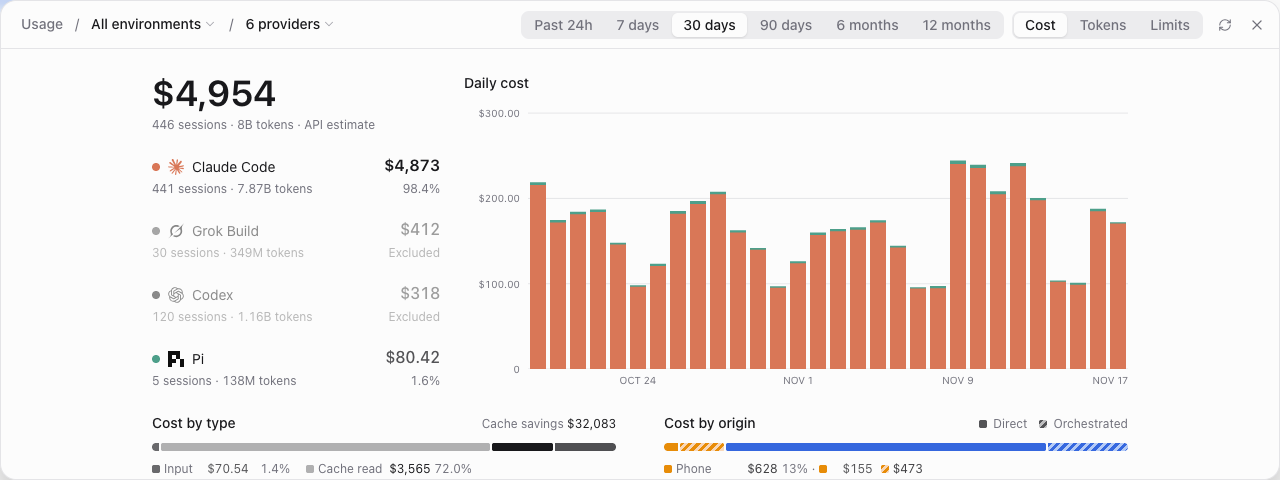 Usage / All environments / 6 providers
Past 24h 7 days 30 days 90 days 6 months 12 months Cost Tokens Limits
$4,954
446 sessions · 8B tokens · API estimate
Claude Code $4,873
441 sessions · 7.87B tokens 98.4%
Grok Build $412
30 sessions · 349M tokens Excluded
Codex $318
120 sessions · 1.16B tokens Excluded
Pi $80.42
5 sessions · 138M tokens 1.6%
Daily cost
$300.00
$200.00
$100.00
0
OCT 24 NOV 1 NOV 9 NOV 17
Cost by type Cache savings $32,083
Input $70.54 1.4% Cache read $3,565 72.0%
Cost by origin Direct Orchestrated
Phone $628 13% · $155 $473